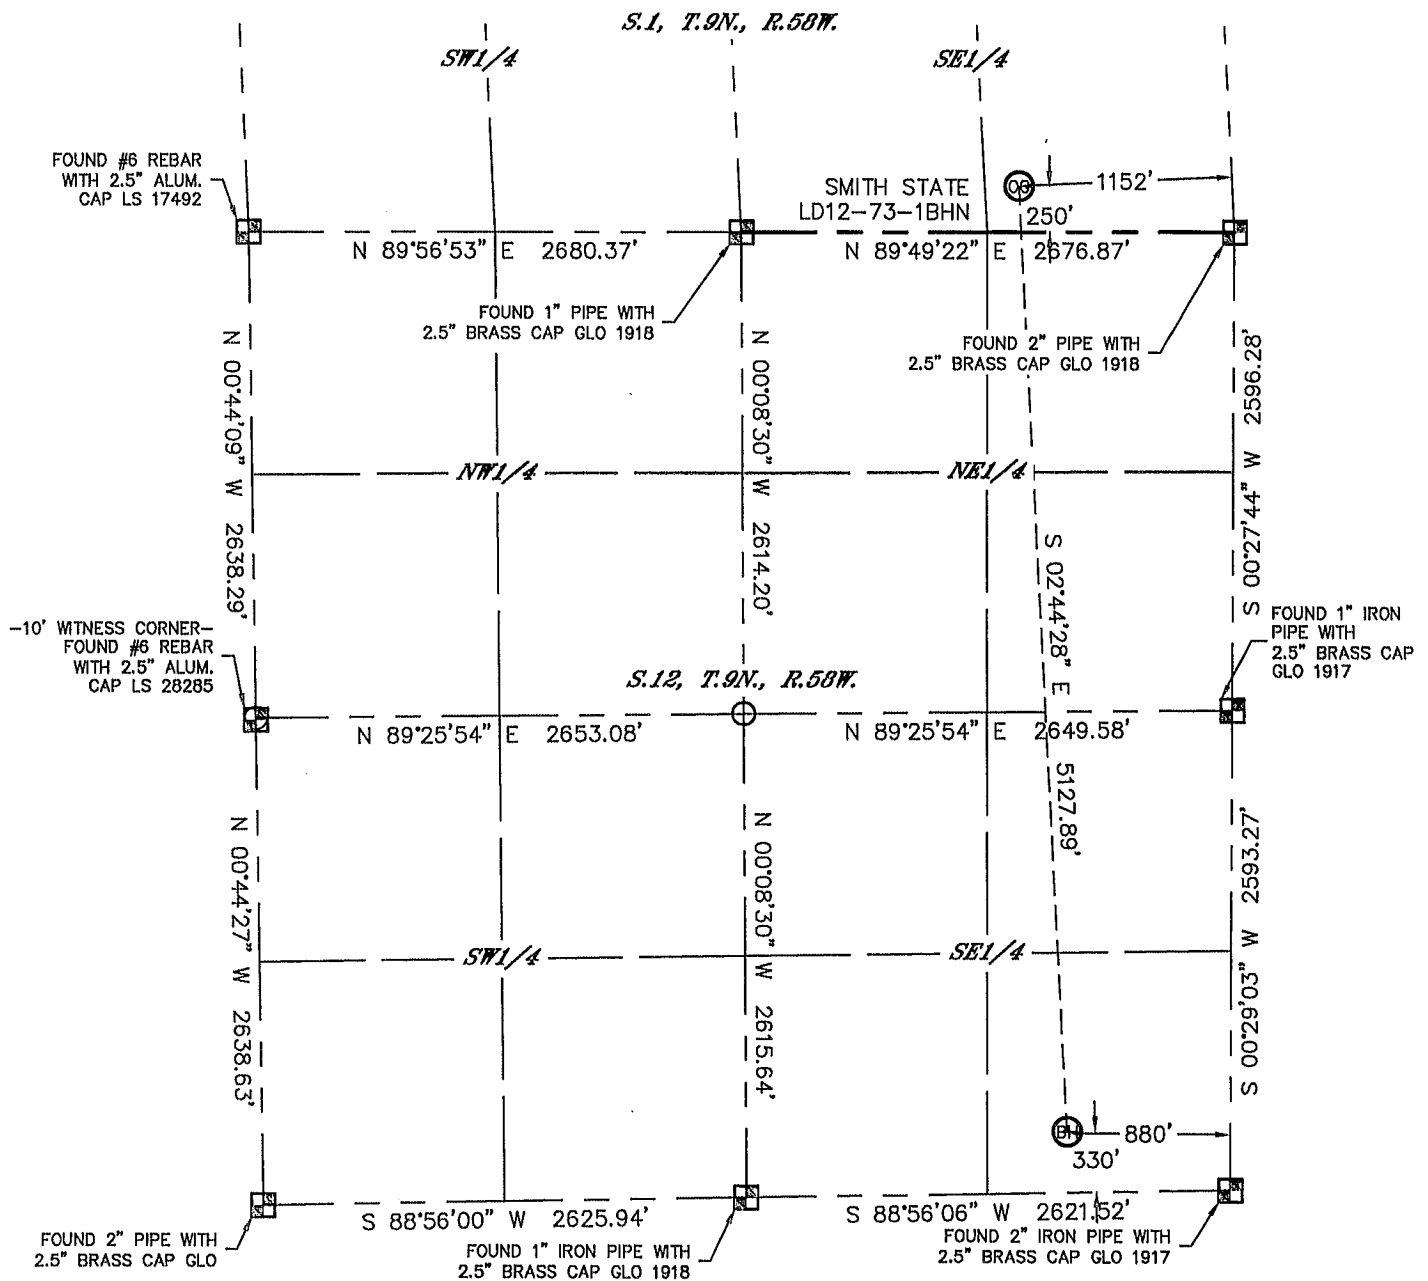 S.1, T.9N., R.58W.
SW1/4
SE1/4
FOUND #6 REBAR
WITH 2.5" ALUM.
CAP LS 17492
SMITH STATE
LD12-73-1BHN
1152'
250'
N 89°56'53" E 2680.37'
N 89°49'22" E 2676.87'
FOUND 1" PIPE WITH
2.5" BRASS CAP GLO 1918
FOUND 2" PIPE WITH
2.5" BRASS CAP GLO 1918
N 00°44'09" W 2638.29'
N 00°08'30" W 2614.20'
S 00°27'44" W 2596.28'
NW1/4
NE1/4
S 02°44'28" E 5127.89'
-10' WITNESS CORNER-
FOUND #6 REBAR
WITH 2.5" ALUM.
CAP LS 28285
FOUND 1" IRON
PIPE WITH
2.5" BRASS CAP
GLO 1917
S.12, T.9N., R.58W.
N 89°25'54" E 2653.08'
N 89°25'54" E 2649.58'
N 00°44'27" W 2638.63'
N 00°08'30" W 2615.64'
S 00°29'03" W 2593.27'
SW1/4
SE1/4
BH
880'
330'
S 88°56'00" W 2625.94'
S 88°56'06" W 2621.52'
FOUND 2" PIPE WITH
2.5" BRASS CAP GLO
FOUND 1" IRON PIPE WITH
2.5" BRASS CAP GLO 1918
FOUND 2" IRON PIPE WITH
2.5" BRASS CAP GLO 1917